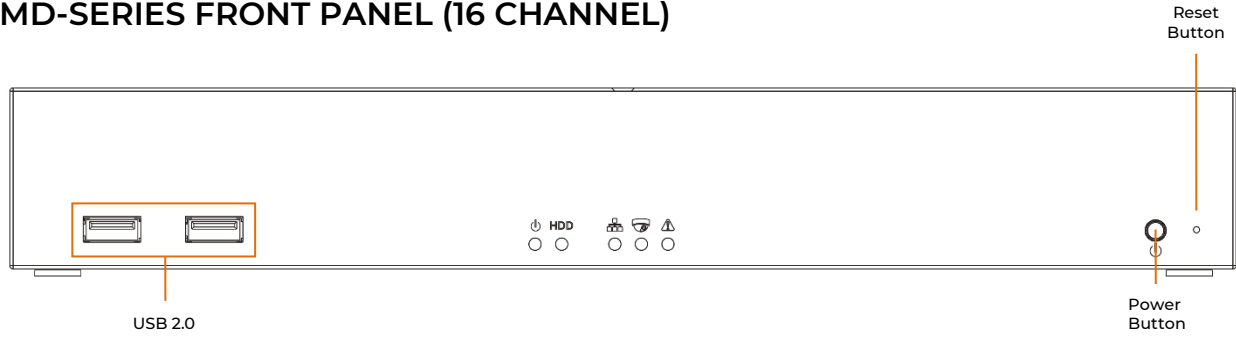 MD-SERIES FRONT PANEL (16 CHANNEL)
Reset
Button
HDD
USB 2.0
Power
Button